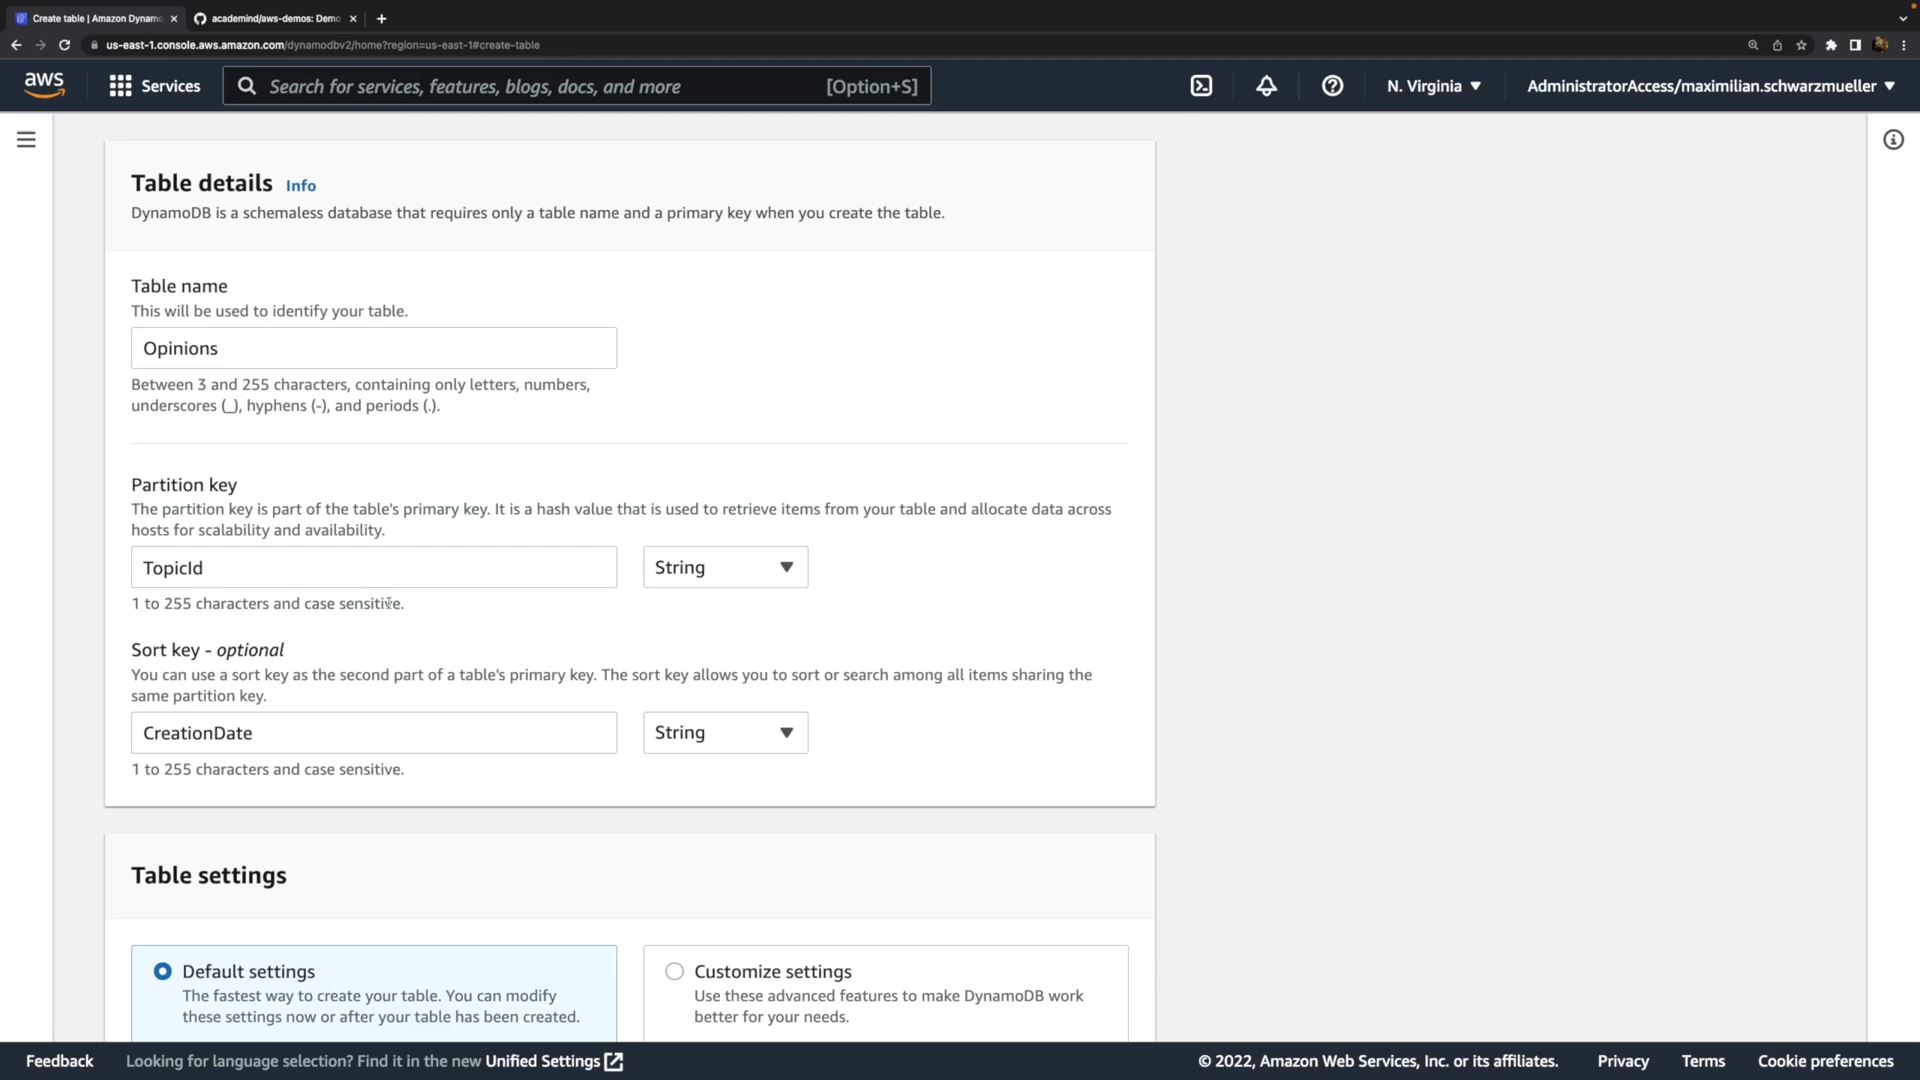 Create table | Amazon Dynamo
academind/aws-demos: Demo
us-east-1.console.aws.amazon.com/dynamodbv2/home?region=us-east-1#create-table
aws
Services
Search for services, features, blogs, docs, and more
[Option+S]
N. Virginia
AdministratorAccess/maximilian.schwarzmueller
Table details Info
DynamoDB is a schemaless database that requires only a table name and a primary key when you create the table.
Table name
This will be used to identify your table.
Opinions
Between 3 and 255 characters, containing only letters, numbers,
underscores (_), hyphens (-), and periods (.).
Partition key
The partition key is part of the table's primary key. It is a hash value that is used to retrieve items from your table and allocate data across
hosts for scalability and availability.
TopicId
String
1 to 255 characters and case sensitive.
Sort key - optional
You can use a sort key as the second part of a table's primary key. The sort key allows you to sort or search among all items sharing the
same partition key.
CreationDate
String
1 to 255 characters and case sensitive.
Table settings
Default settings
The fastest way to create your table. You can modify
these settings now or after your table has been created.
Customize settings
Use these advanced features to make DynamoDB work
better for your needs.
Feedback
Looking for language selection? Find it in the new Unified Settings
© 2022, Amazon Web Services, Inc. or its affiliates.
Privacy
Terms
Cookie preferences